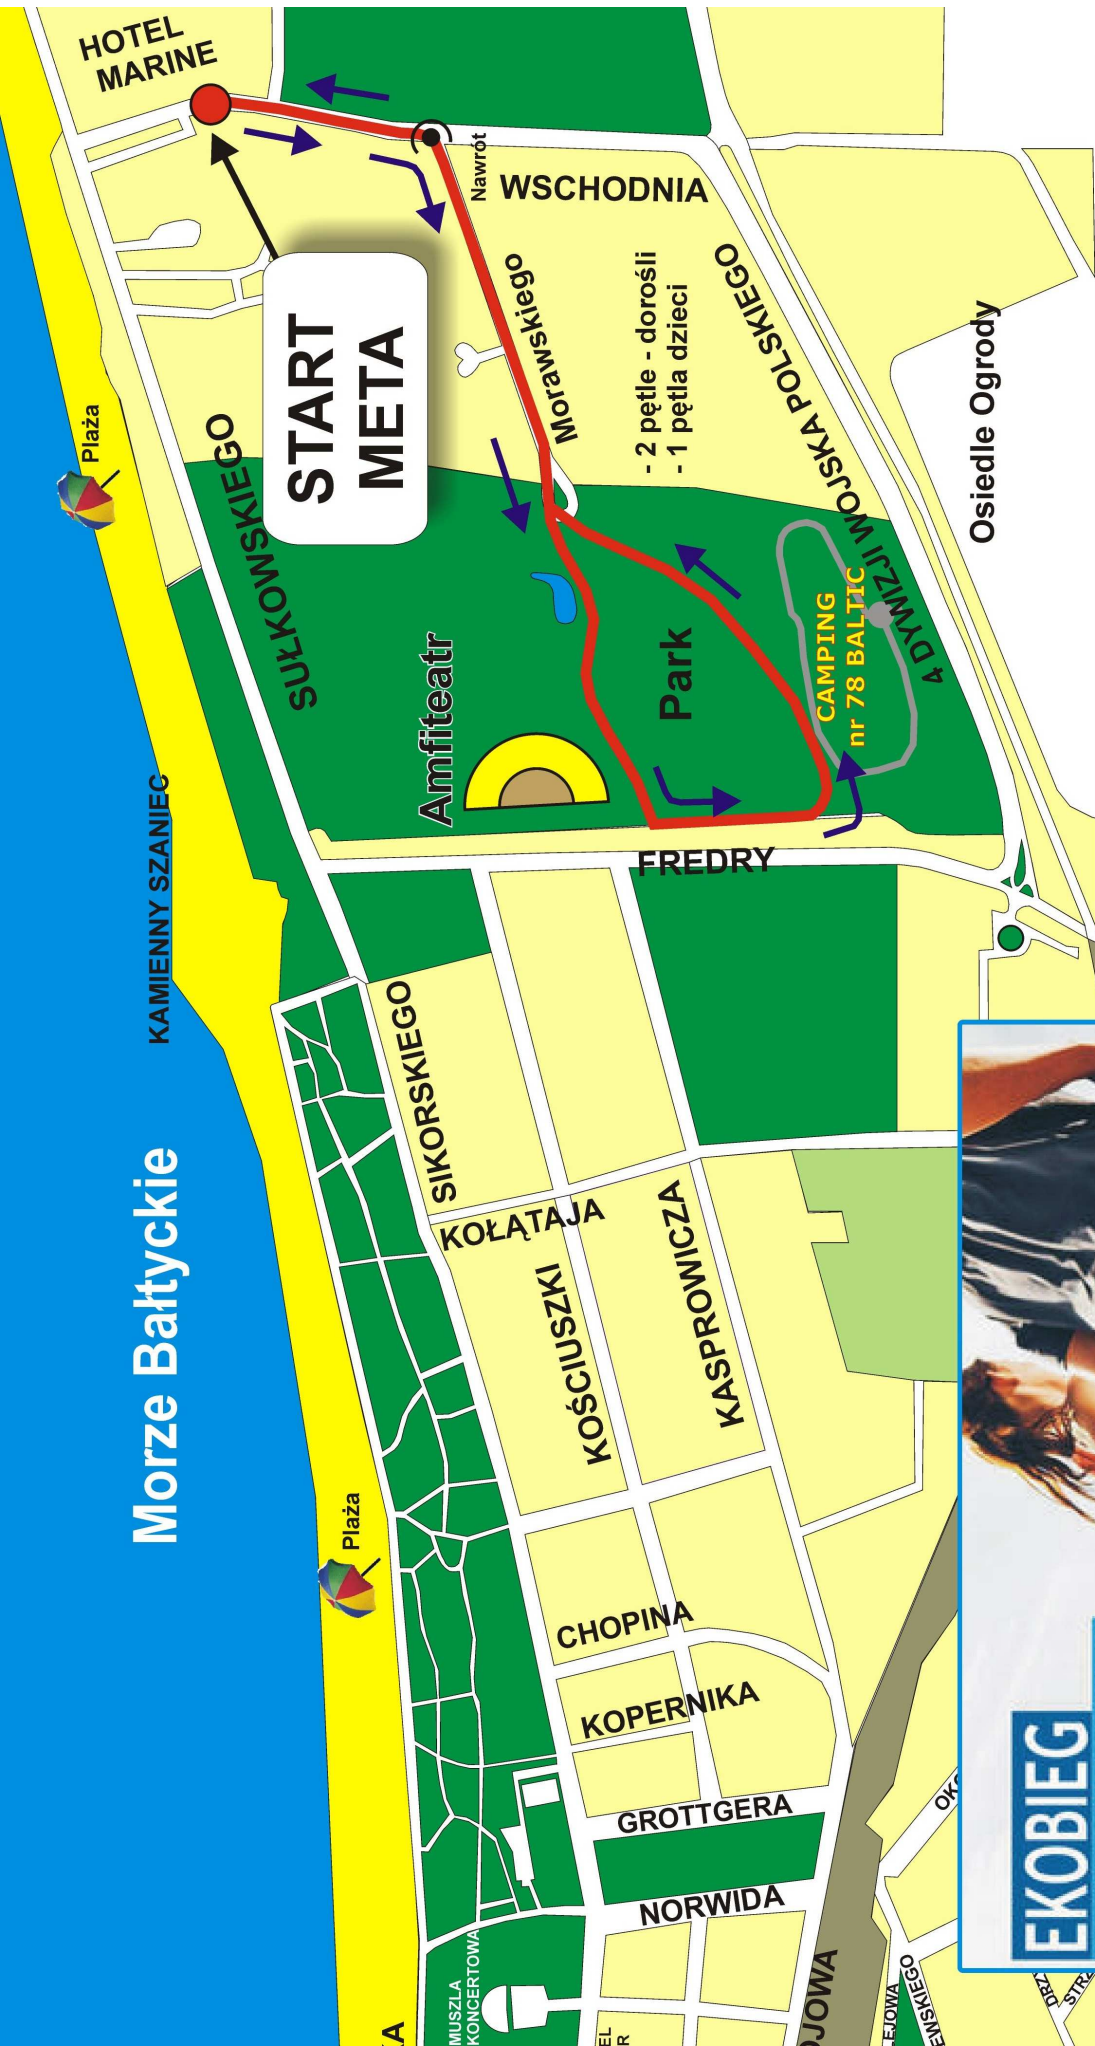 HOTEL
MARINE
START
META
Nawrót
WSCHODNIA
Morawskiego
- 2 pętle - dorośli
- 1 pętla dzieci
4 DYWIZJI WOJSKA POLSKIEGO
Osiedle Ogrody
Plaża
SUŁKOWSKIEGO
Amfiteatr
Park
CAMPING
nr 78 BALTIC
KAMIENNY SZANIEC
FREDRY
Morze Bałtyckie
SIKORSKIEGO
KOŁĄTAJA
KOŚCIUSZKI
KASPROWICZA
Plaża
CHOPINA
KOPERNIKA
GROTTGERA
NORWIDA
MUSZLA
KONCERTOWA
EKOBIEG